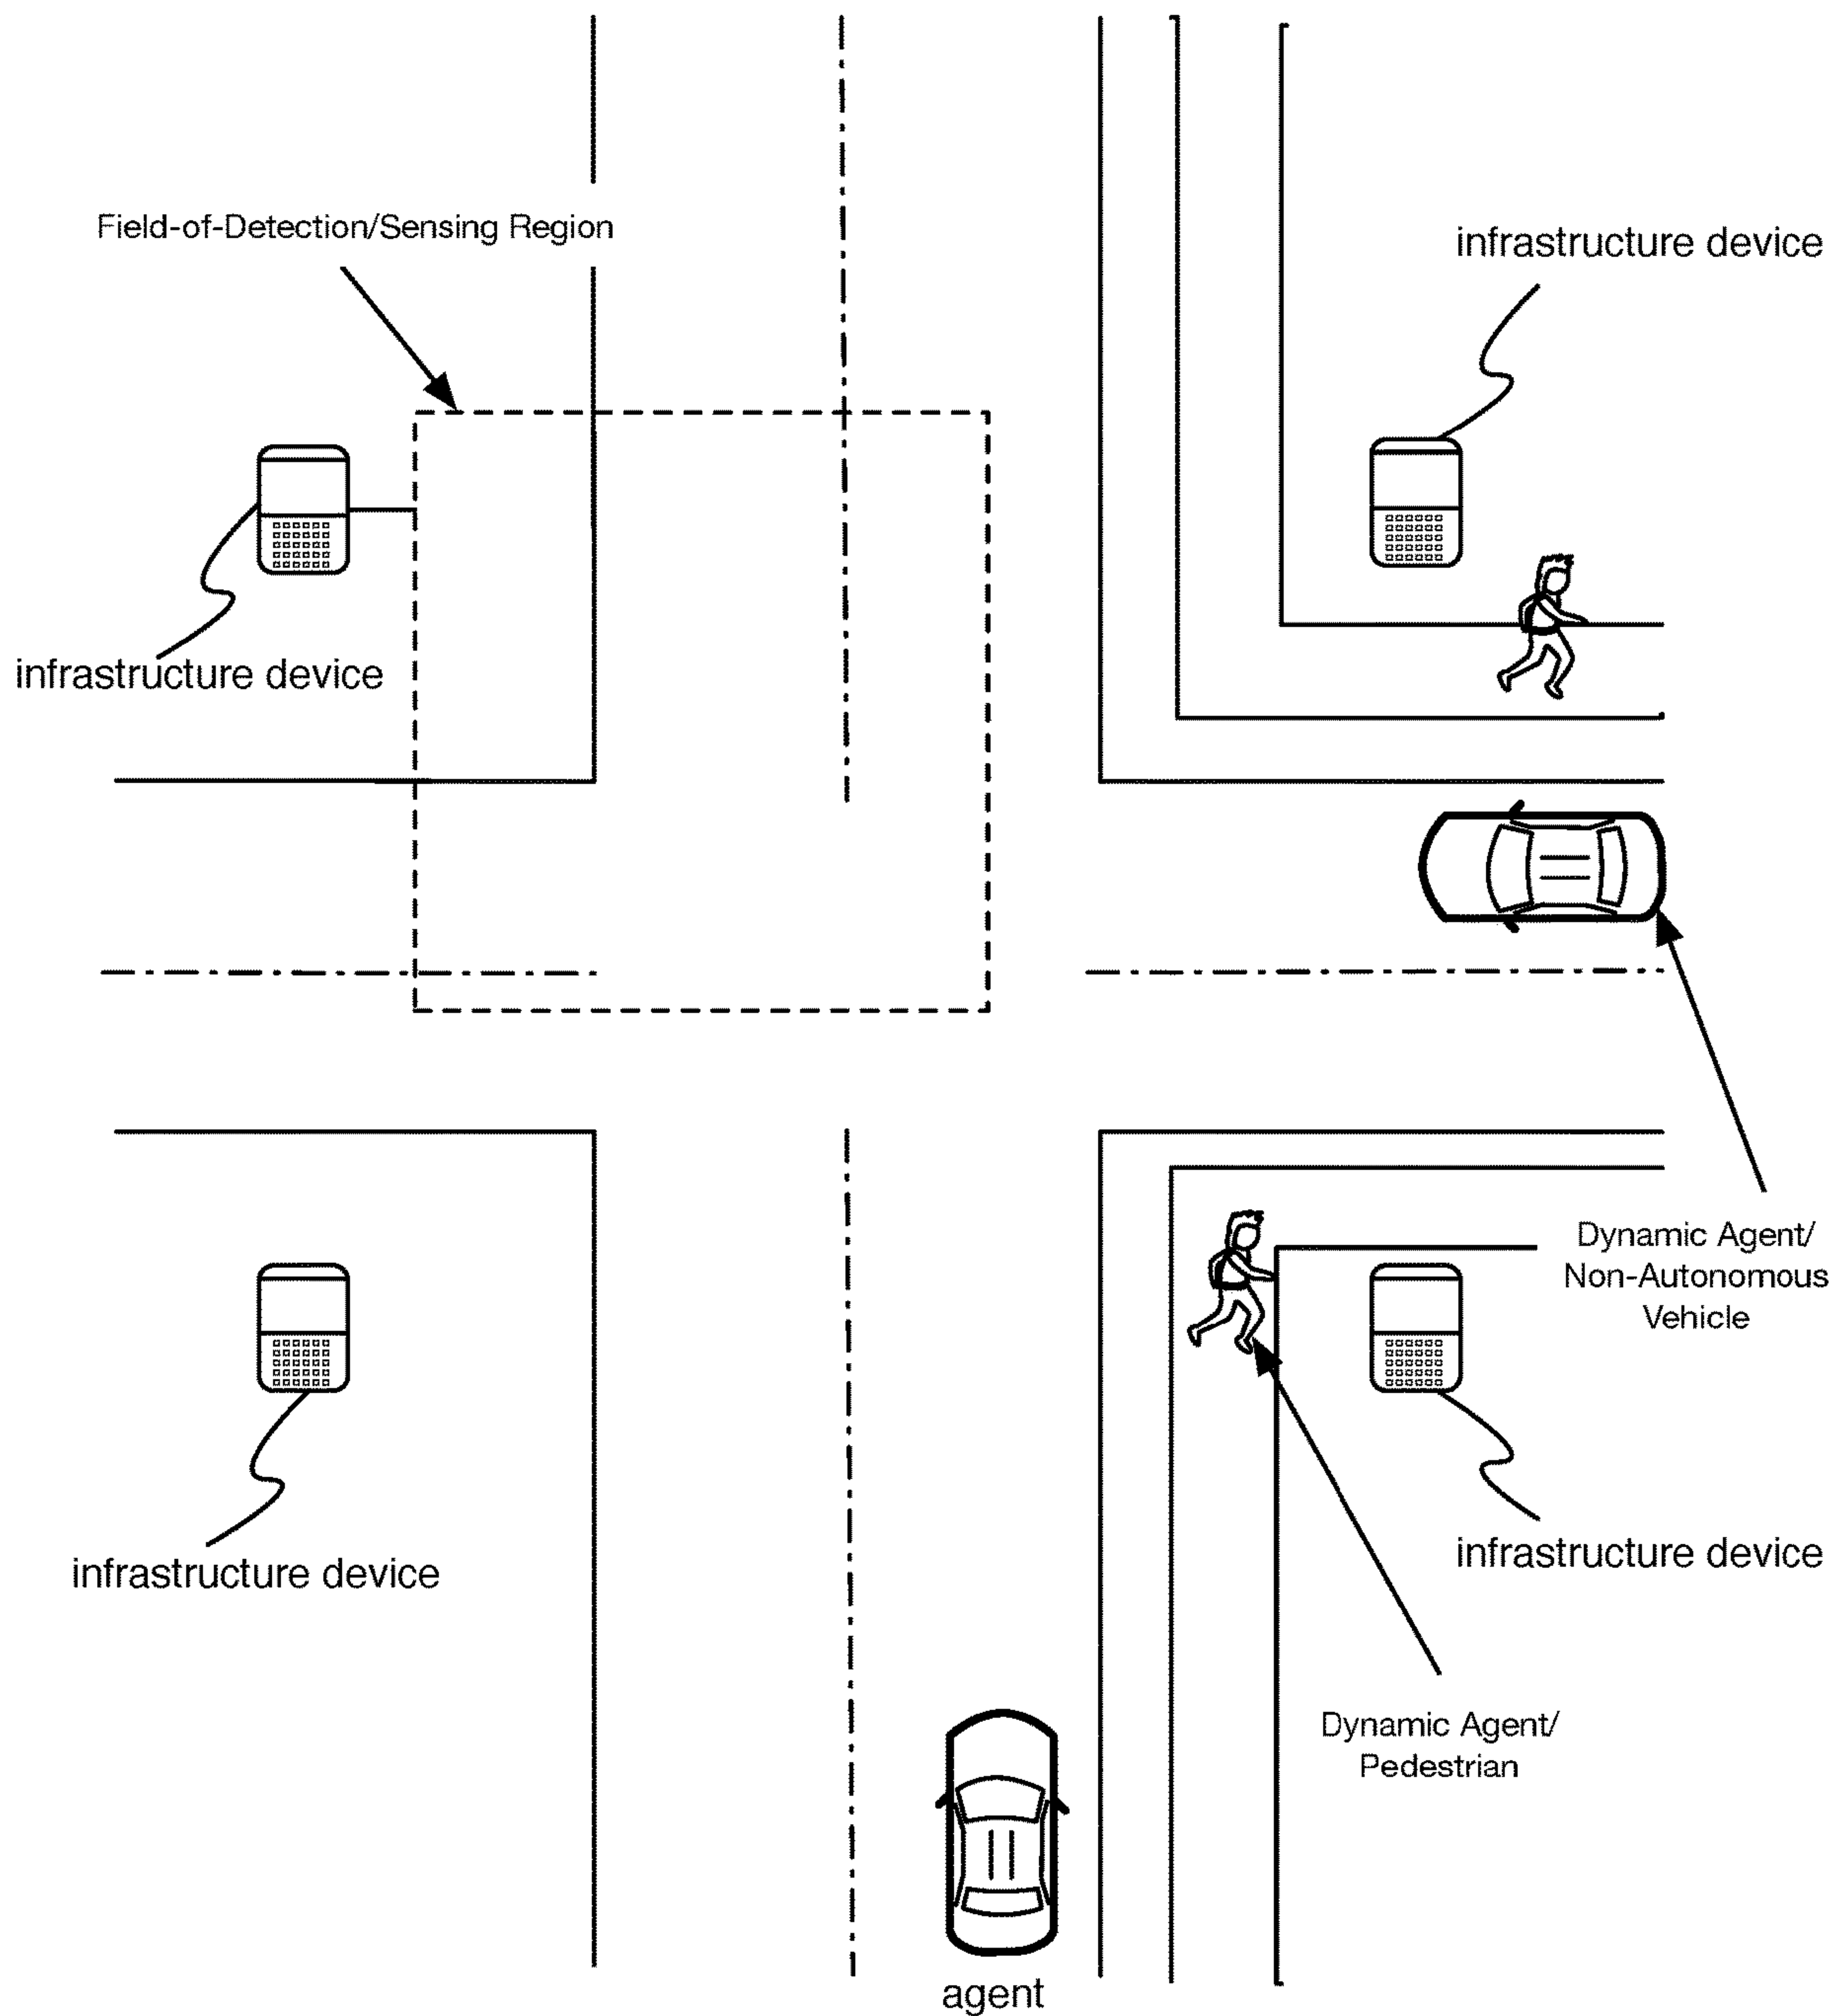 Field-of-Detection/Sensing Region
infrastructure device
infrastructure device
Dynamic Agent/
Non-Autonomous
Vehicle
infrastructure device
infrastructure device
Dynamic Agent/
Pedestrian
agent